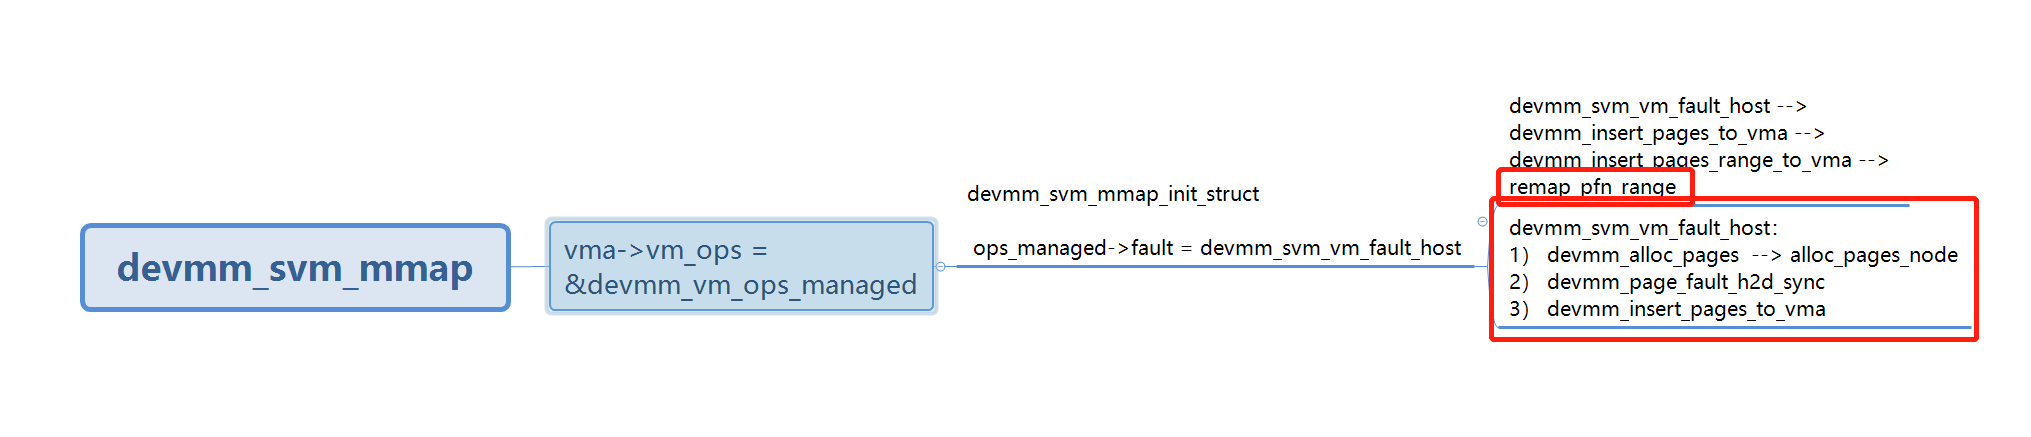 devmm_svm_mmap
vma->vm_ops =
&devmm_vm_ops_managed
devmm_svm_mmap_init_struct
ops_managed->fault = devmm_svm_vm_fault_host
devmm_svm_vm_fault_host -->
devmm_insert_pages_to_vma -->
devmm_insert_pages_range_to_vma -->
remap_pfn_range
devmm_svm_vm_fault_host:
1） devmm_alloc_pages --> alloc_pages_node
2） devmm_page_fault_h2d_sync
3） devmm_insert_pages_to_vma